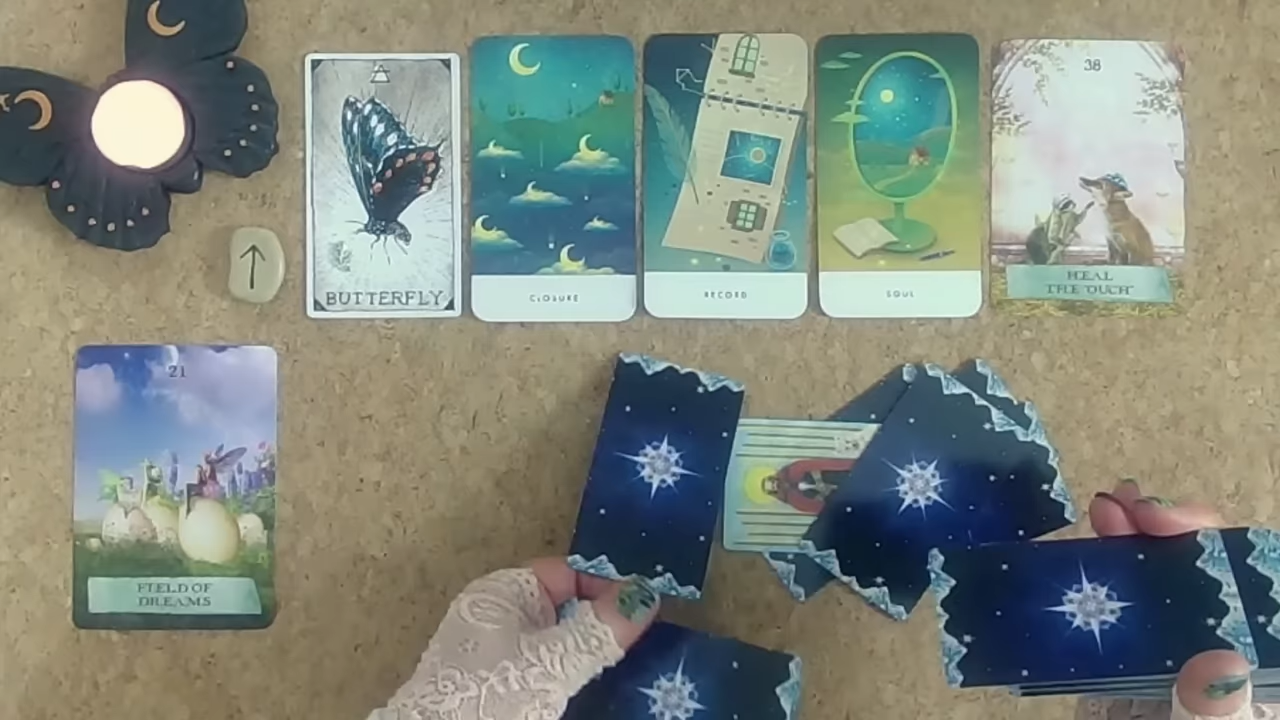 38
BUTTERFLY
CLOSURE
RECORD
SOUL
HEAL
THE "OUCH"
21
FIELD OF
DREAMS